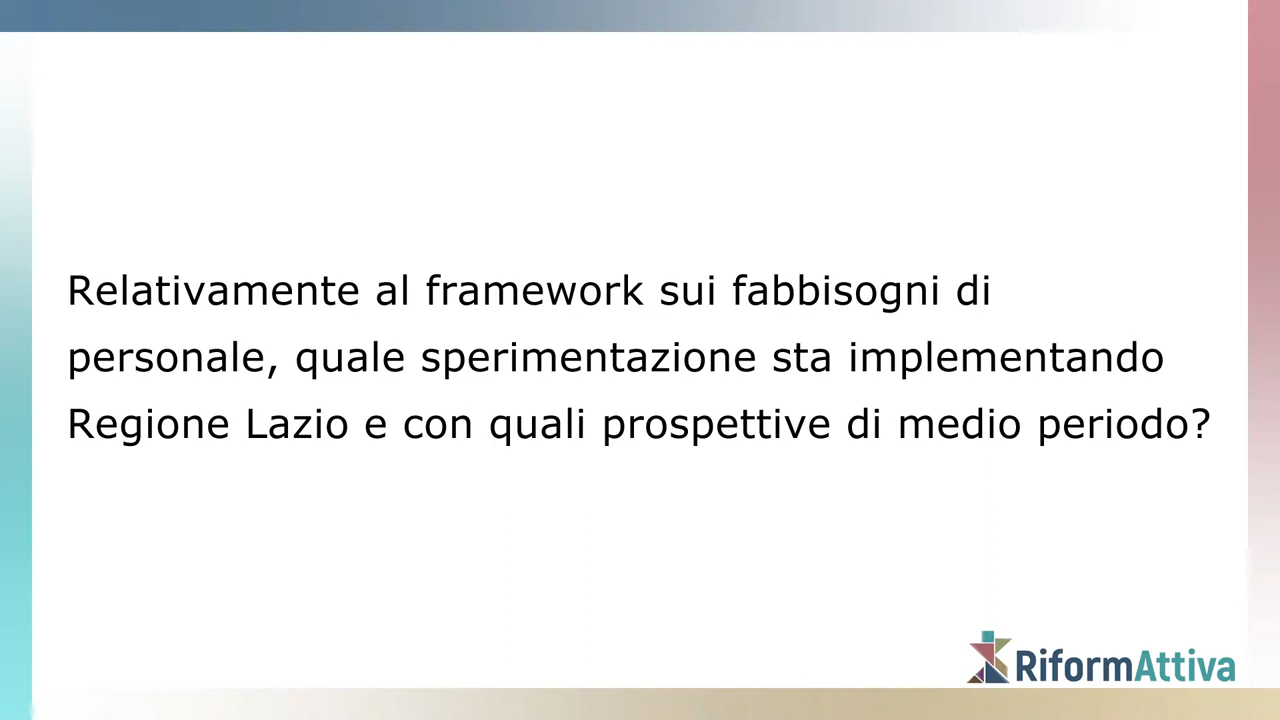 Relativamente al framework sui fabbisogni di
personale, quale sperimentazione sta implementando
Regione Lazio e con quali prospettive di medio periodo?
RiformAttiva